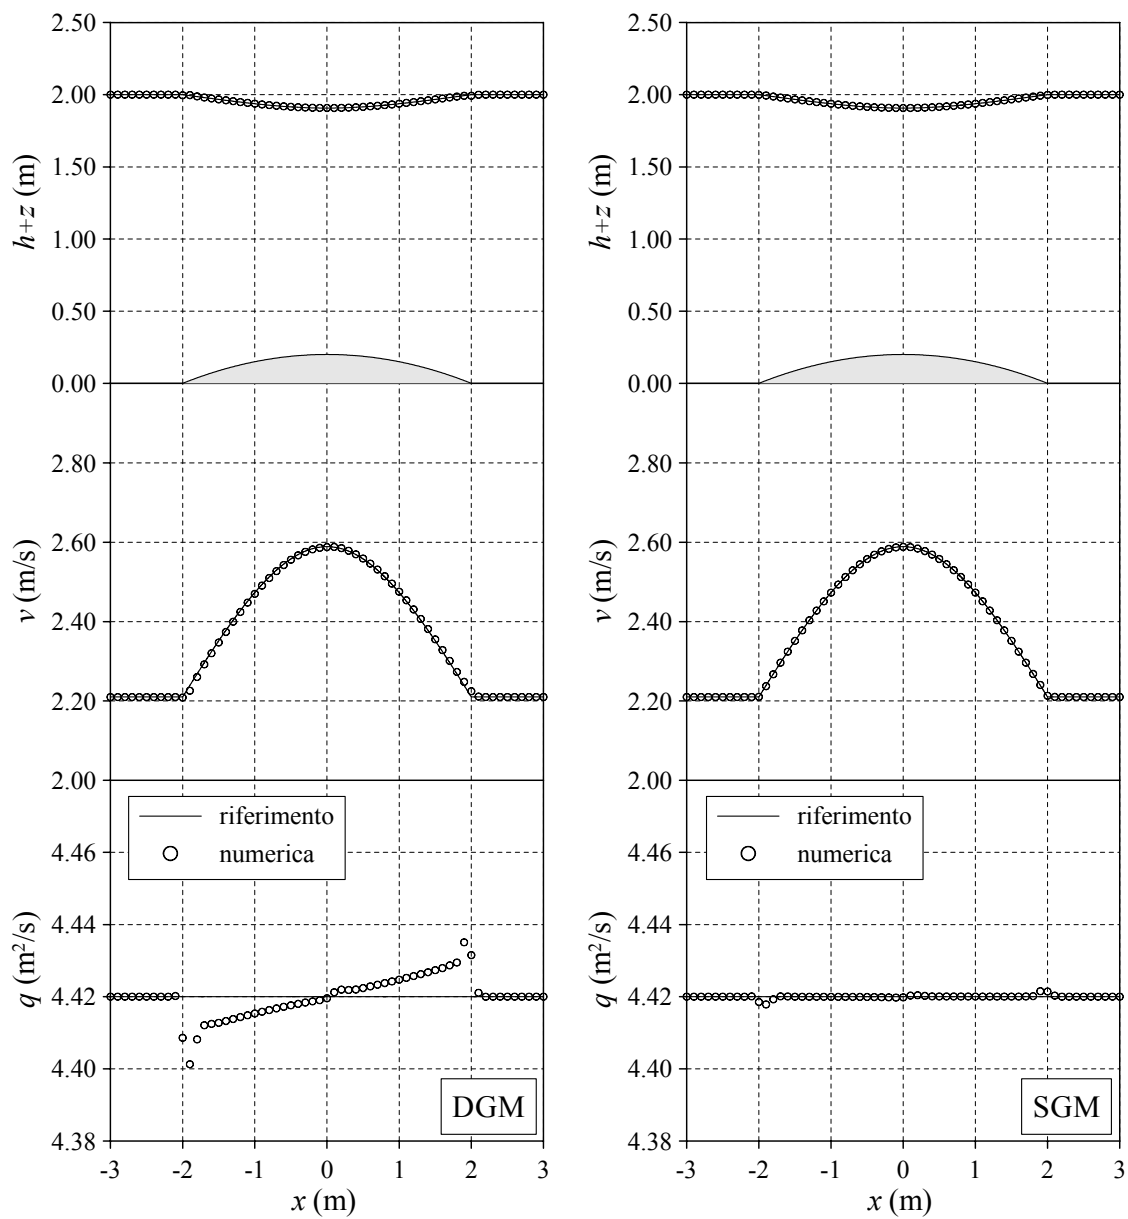 2.50
2.00
1.50
1.00
0.50
0.00
h+z (m)
2.80
2.60
2.40
2.20
2.00
v (m/s)
riferimento
numerica
4.46
4.44
4.42
4.40
4.38
q (m²/s)
DGM
-3 -2 -1 0 1 2 3
x (m)
2.50
2.00
1.50
1.00
0.50
0.00
h+z (m)
2.80
2.60
2.40
2.20
2.00
v (m/s)
riferimento
numerica
4.46
4.44
4.42
4.40
4.38
q (m²/s)
SGM
-3 -2 -1 0 1 2 3
x (m)